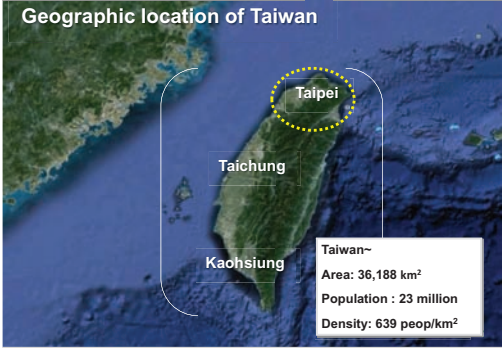 Geographic location of Taiwan
Taipei
Taichung
Kaohsiung
Taiwan~
Area: 36,188 km²
Population : 23 million
Density: 639 peop/km²